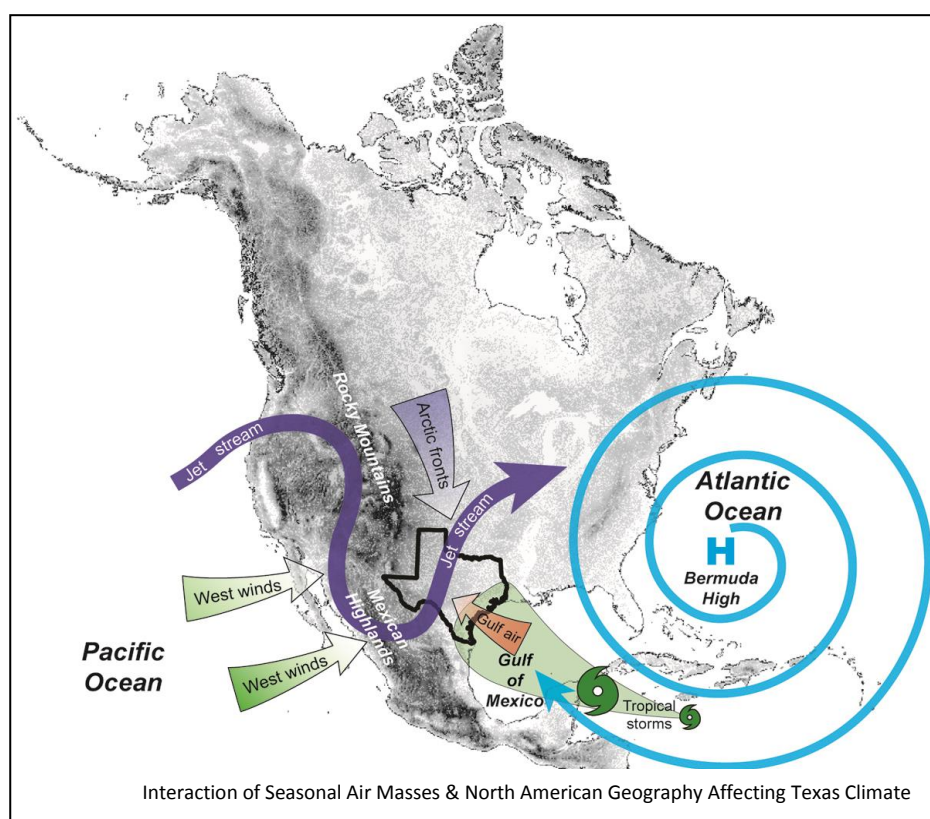 Rocky Mountains
Arctic fronts
Jet stream
Jet stream
Atlantic
Ocean
H
Bermuda
High
West winds
Mexican
Highlands
Gulf air
Pacific
Ocean
West winds
Gulf
of
Mexico
Tropical
storms
Interaction of Seasonal Air Masses & North American Geography Affecting Texas Climate